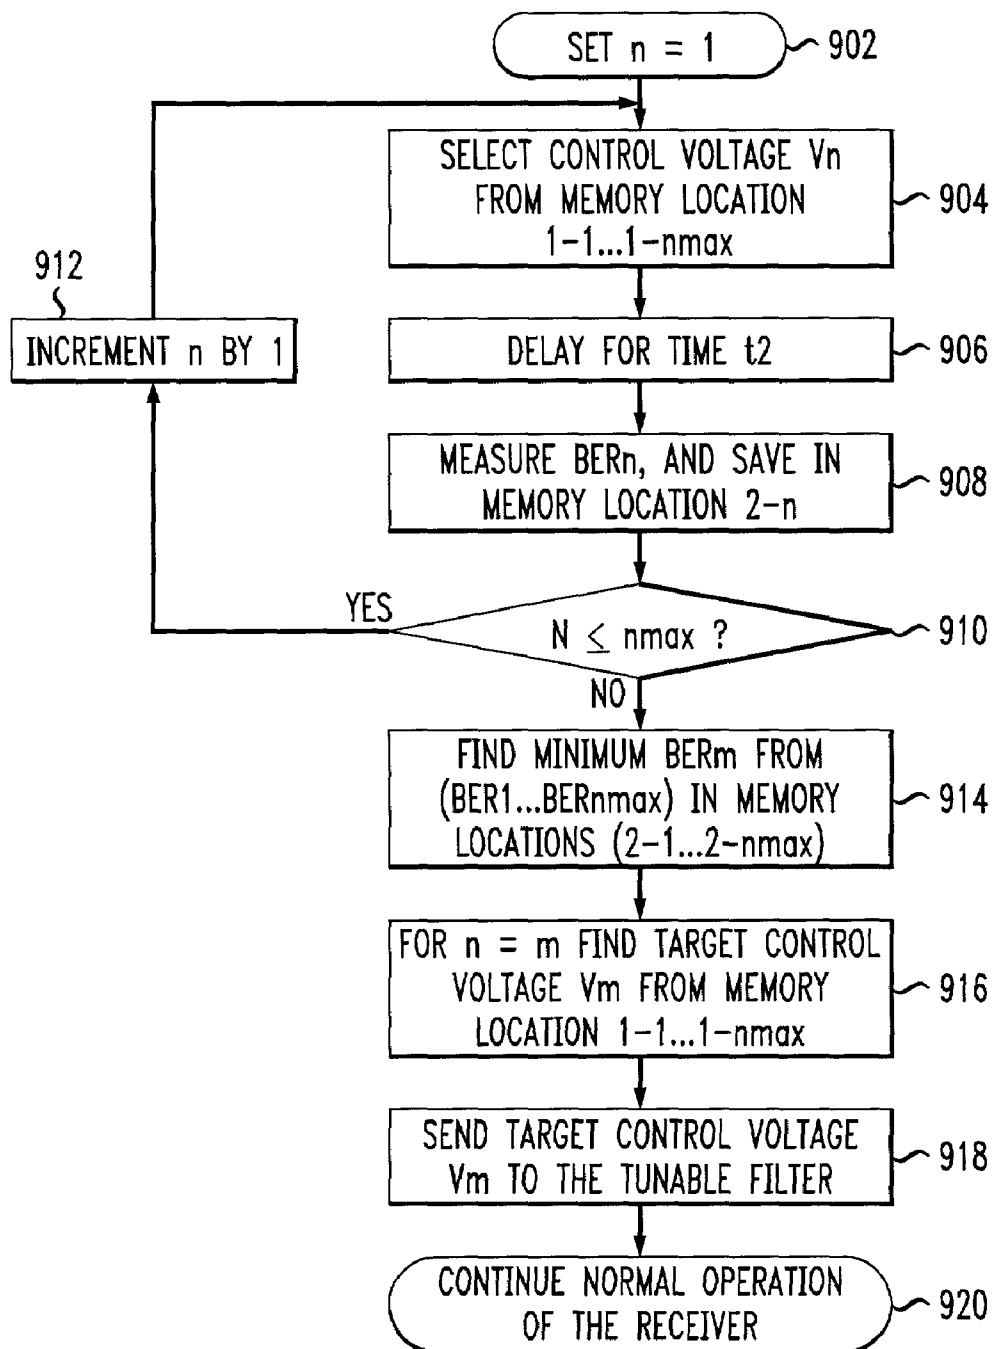 SET n = 1
902
SELECT CONTROL VOLTAGE Vn
FROM MEMORY LOCATION
1-1...1-nmax
904
912
INCREMENT n BY 1
DELAY FOR TIME t2
906
MEASURE BERn, AND SAVE IN
MEMORY LOCATION 2-n
908
YES
N ≤ nmax ?
910
NO
FIND MINIMUM BERm FROM
(BER1...BERnmax) IN MEMORY
LOCATIONS (2-1...2-nmax)
914
FOR n = m FIND TARGET CONTROL
VOLTAGE Vm FROM MEMORY
LOCATION 1-1...1-nmax
916
SEND TARGET CONTROL VOLTAGE
Vm TO THE TUNABLE FILTER
918
CONTINUE NORMAL OPERATION
OF THE RECEIVER
920